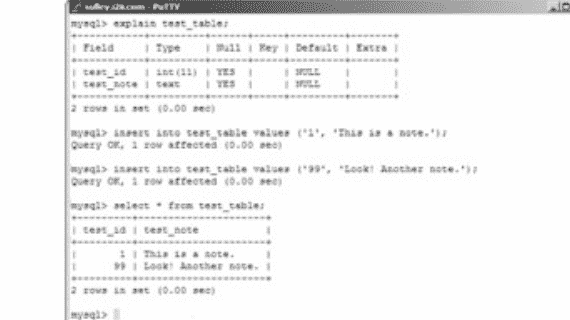 - PuTTY
mysql> explain test_table;
+-----------+---------+------+-----+---------+-------+
| Field | Type | Null | Key | Default | Extra |
+-----------+---------+------+-----+---------+-------+
| test_id | int(11) | YES | | NULL | |
| test_note | text | YES | | NULL | |
+-----------+---------+------+-----+---------+-------+
2 rows in set (0.00 sec)
mysql> insert into test_table values ('1', 'This is a note.');
Query OK, 1 row affected (0.00 sec)
mysql> insert into test_table values ('99', 'Look! Another note.');
Query OK, 1 row affected (0.00 sec)
mysql> select * from test_table;
+---------+---------------------+
| test_id | test_note |
+---------+---------------------+
| 1 | This is a note. |
| 99 | Look! Another note. |
+---------+---------------------+
2 rows in set (0.00 sec)
mysql>